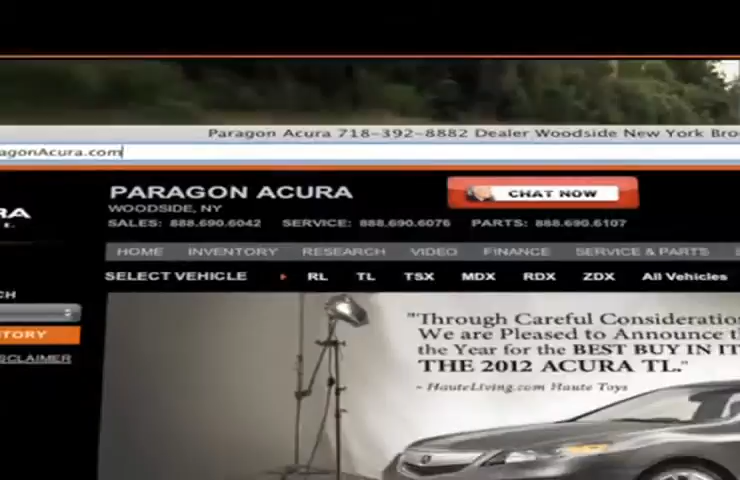 Paragon Acura 718-392-8882 Dealer Woodside New York Bro
agonAcura.com
RA
PARAGON ACURA
CHAT NOW
WOODSIDE, NY
SALES: 888.690.6042 SERVICE: 888.690.6076 PARTS: 888.690.6107
HOME INVENTORY RESEARCH VIDEO FINANCE SERVICE & PARTS
SELECT VEHICLE RL TL TSX MDX RDX ZDX All Vehicles
CH
TORY
SCLAIMER
"Through Careful Consideration
We are Pleased to Announce th
the Year for the BEST BUY IN IT
THE 2012 ACURA TL."
~ HauteLiving.com Haute Toys